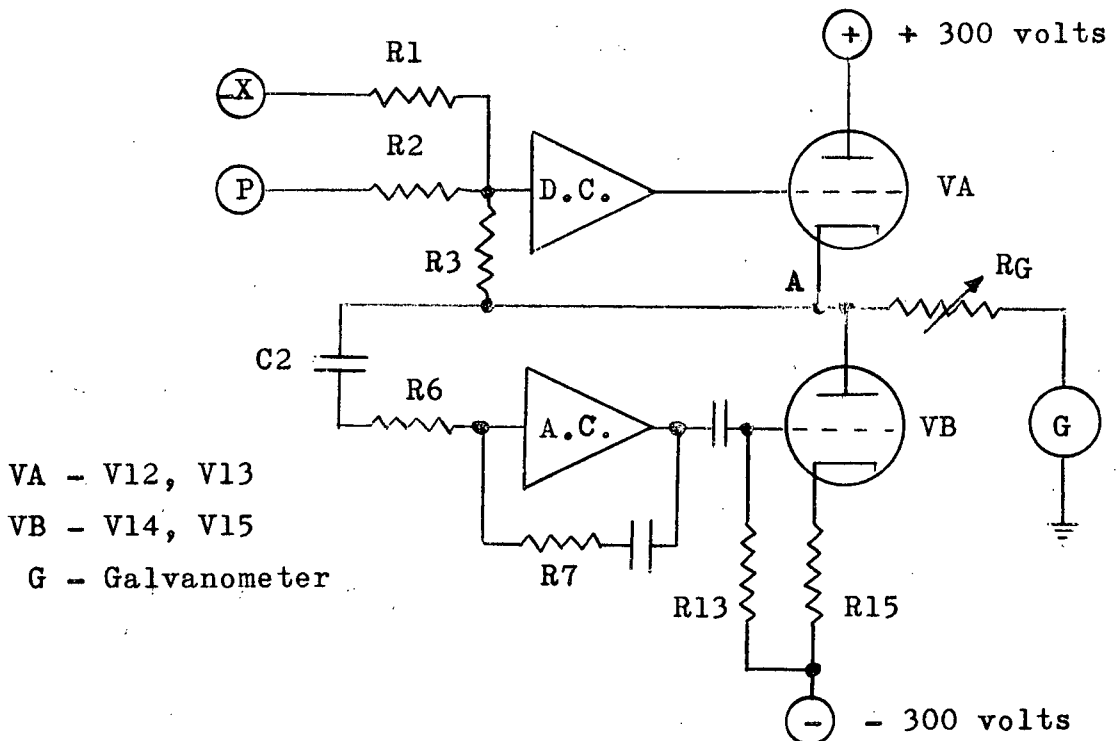 + + 300 volts
R1
-X
R2
P
D.C.
VA
R3
A
RG
C2
R6
A.C.
VB
G
VA - V12, V13
VB - V14, V15
G - Galvanometer
R7
R13
R15
- - 300 volts